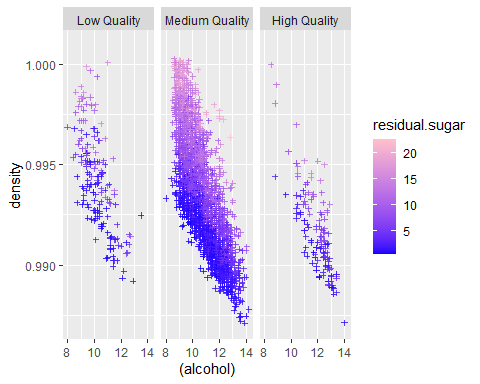 Low Quality Medium Quality High Quality
1.000
0.995
0.990
density
8 10 12 14 8 10 12 14 8 10 12 14
(alcohol)
residual.sugar
20
15
10
5